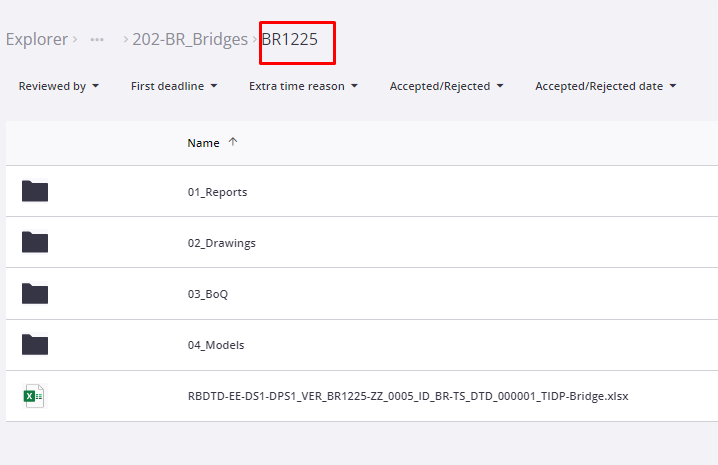 Explorer > ••• > 202-BR_Bridges > BR1225
Reviewed by First deadline Extra time reason Accepted/Rejected Accepted/Rejected date
Name
01_Reports
02_Drawings
03_BoQ
04_Models
RBDTD-EE-DS1-DPS1_VER_BR1225-ZZ_0005_ID_BR-TS_DTD_000001_TIDP-Bridge.xlsx